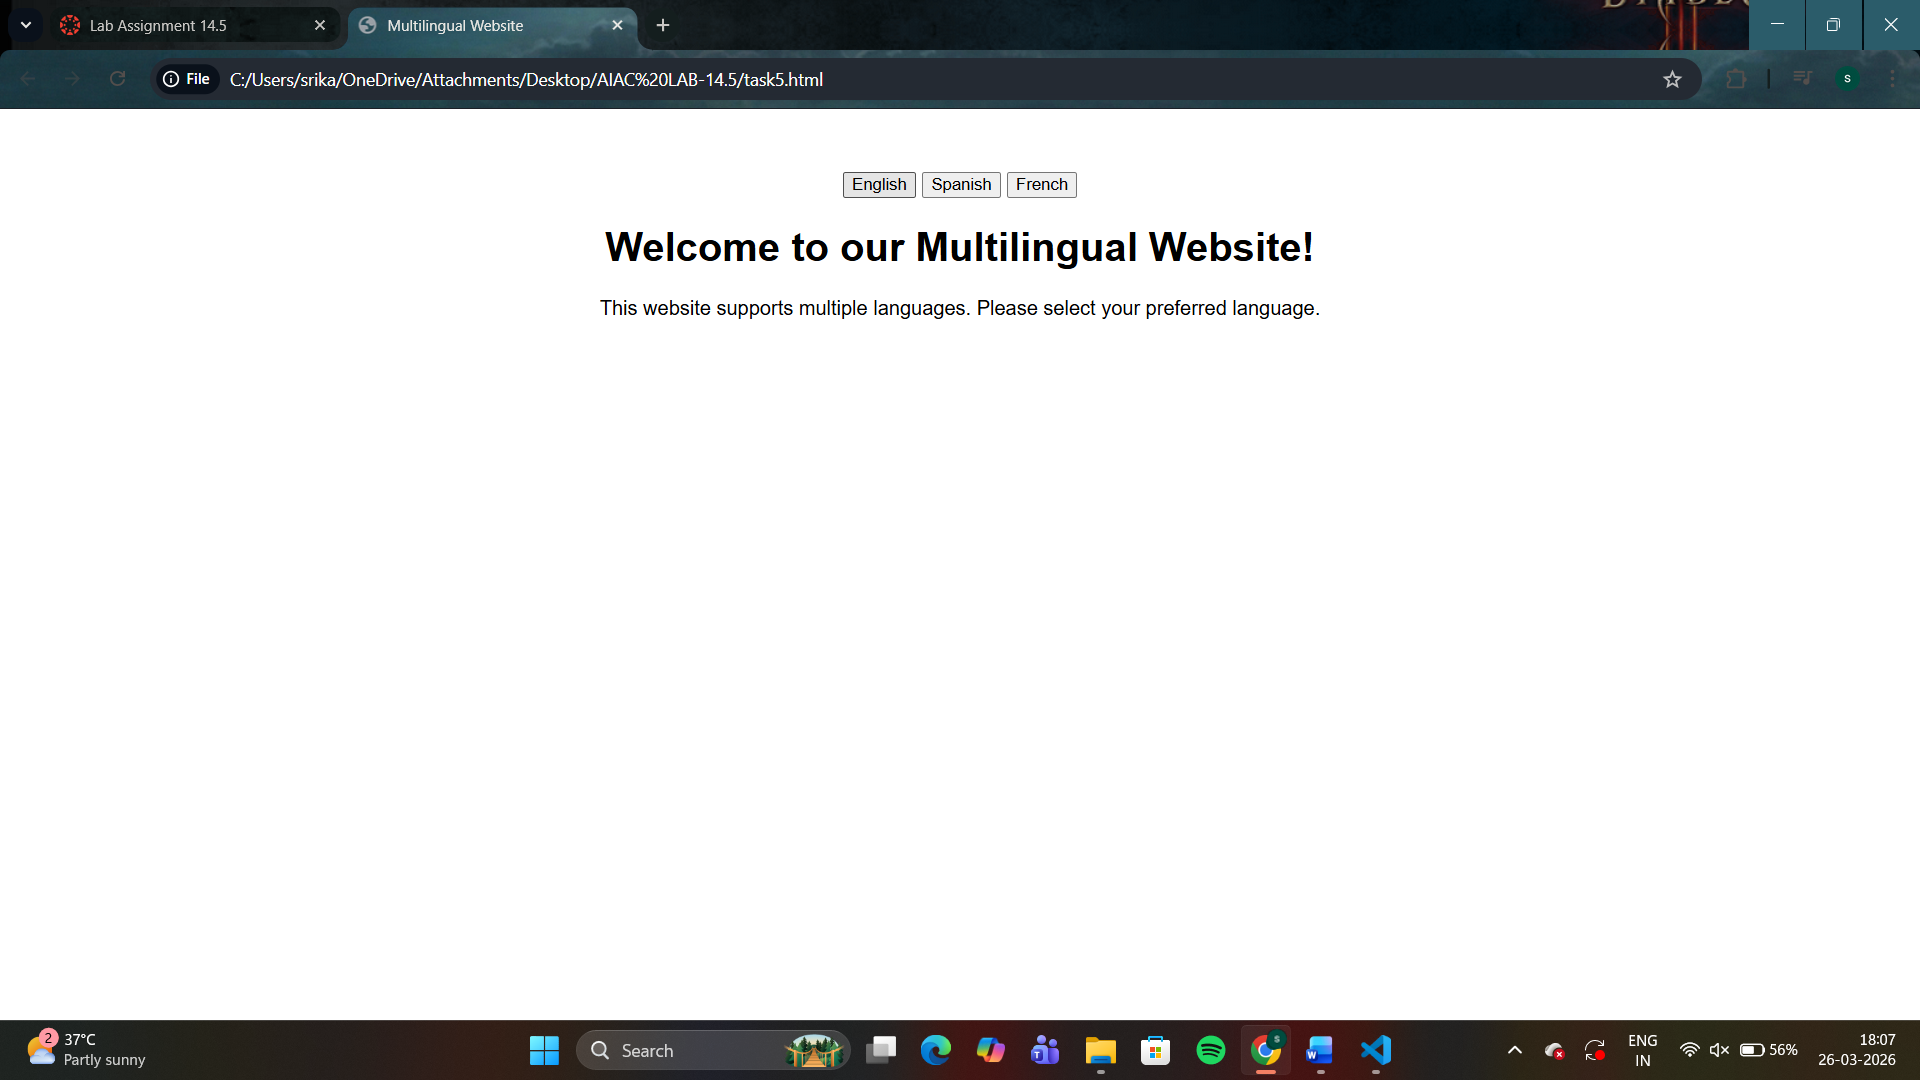 Lab Assignment 14.5
Multilingual Website
File C:/Users/srika/OneDrive/Attachments/Desktop/AIAC%20LAB-14.5/task5.html
S
English Spanish French
Welcome to our Multilingual Website!
This website supports multiple languages. Please select your preferred language.
2 37°C
Partly sunny
Search
ENG
IN
56%
18:07
26-03-2026